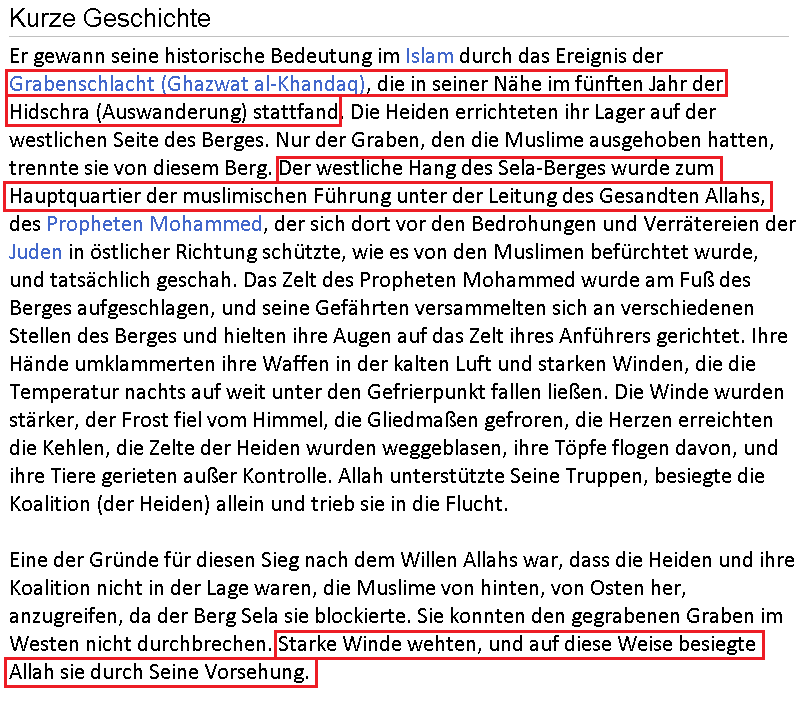 Kurze Geschichte
Er gewann seine historische Bedeutung im Islam durch das Ereignis der
Grabenschlacht (Ghazwat al-Khandaq), die in seiner Nähe im fünften Jahr der
Hidschra (Auswanderung) stattfand. Die Heiden errichteten ihr Lager auf der
westlichen Seite des Berges. Nur der Graben, den die Muslime ausgehoben hatten,
trennte sie von diesem Berg. Der westliche Hang des Sela-Berges wurde zum
Hauptquartier der muslimischen Führung unter der Leitung des Gesandten Allahs,
des Propheten Mohammed, der sich dort vor den Bedrohungen und Verrätereien der
Juden in östlicher Richtung schützte, wie es von den Muslimen befürchtet wurde,
und tatsächlich geschah. Das Zelt des Propheten Mohammed wurde am Fuß des
Berges aufgeschlagen, und seine Gefährten versammelten sich an verschiedenen
Stellen des Berges und hielten ihre Augen auf das Zelt ihres Anführers gerichtet. Ihre
Hände umklammerten ihre Waffen in der kalten Luft und starken Winden, die die
Temperatur nachts auf weit unter den Gefrierpunkt fallen ließen. Die Winde wurden
stärker, der Frost fiel vom Himmel, die Gliedmaßen gefroren, die Herzen erreichten
die Kehlen, die Zelte der Heiden wurden weggeblasen, ihre Töpfe flogen davon, und
ihre Tiere gerieten außer Kontrolle. Allah unterstützte Seine Truppen, besiegte die
Koalition (der Heiden) allein und trieb sie in die Flucht.
Eine der Gründe für diesen Sieg nach dem Willen Allahs war, dass die Heiden und ihre
Koalition nicht in der Lage waren, die Muslime von hinten, von Osten her,
anzugreifen, da der Berg Sela sie blockierte. Sie konnten den gegrabenen Graben im
Westen nicht durchbrechen. Starke Winde wehten, und auf diese Weise besiegte
Allah sie durch Seine Vorsehung.